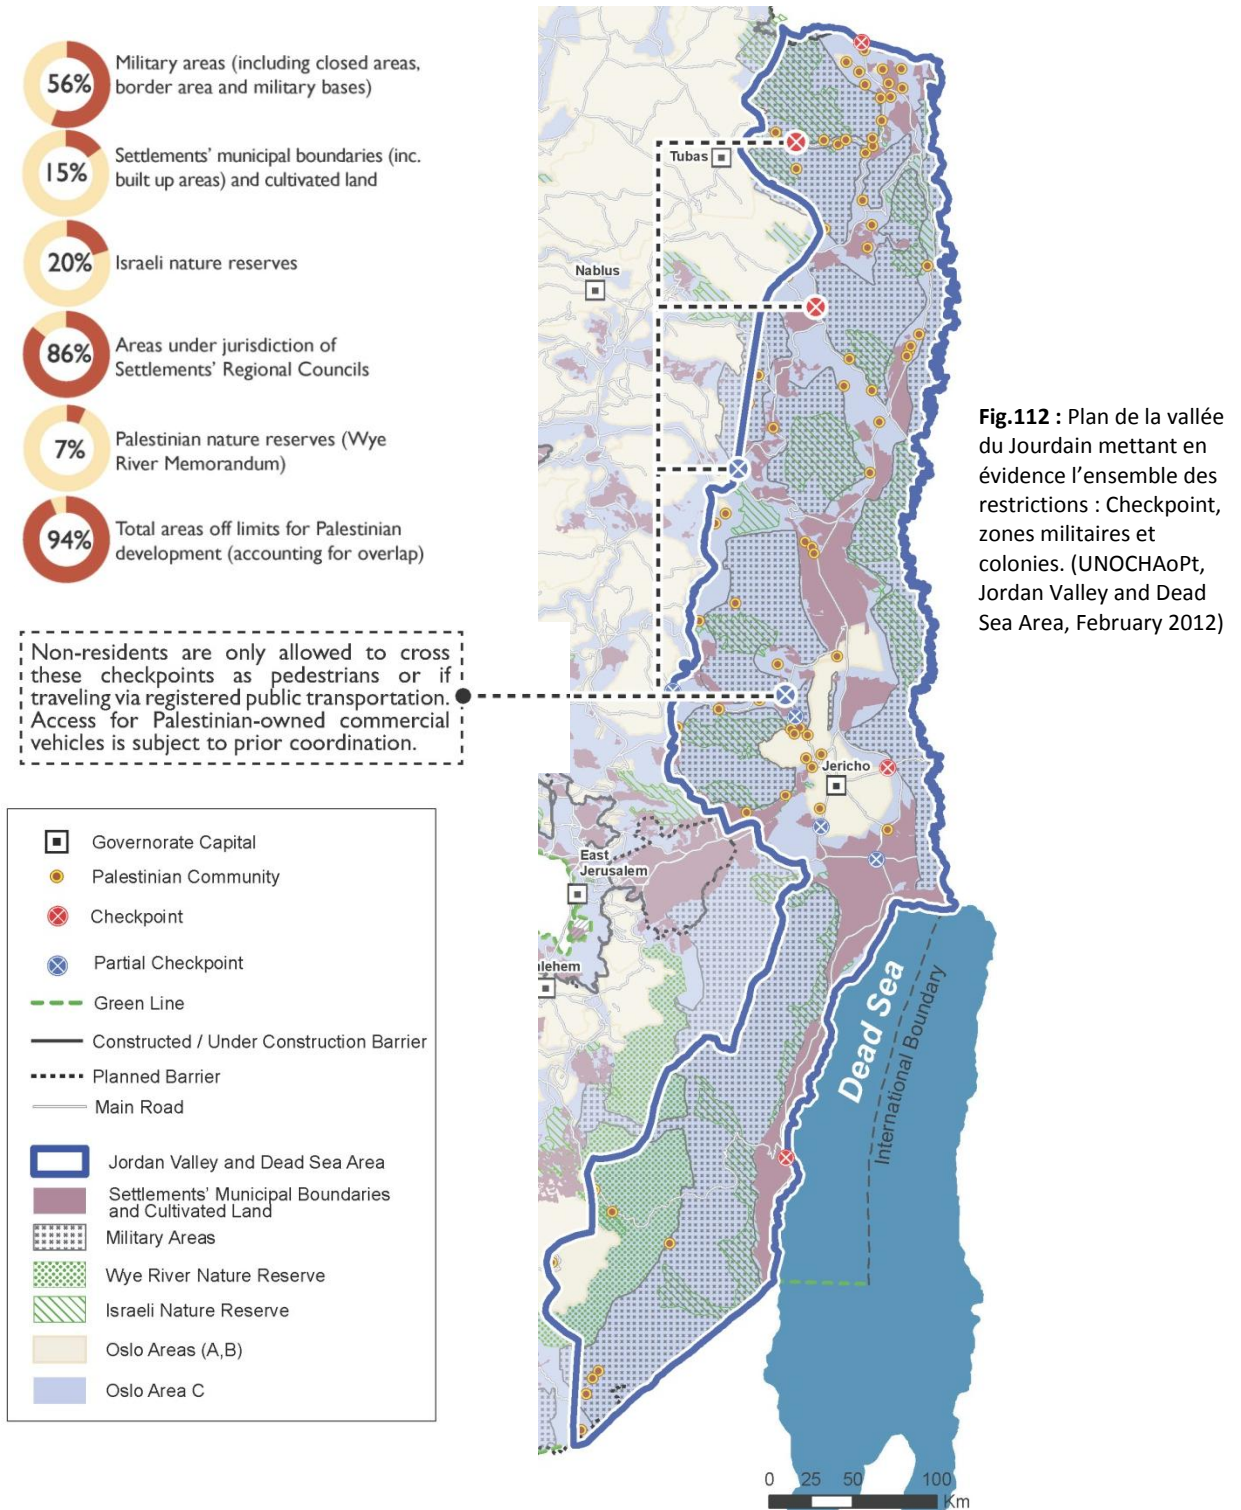 56%
Military areas (including closed areas,
border area and military bases)
15%
Settlements' municipal boundaries (inc.
built up areas) and cultivated land
20%
Israeli nature reserves
86%
Areas under jurisdiction of
Settlements' Regional Councils
7%
Palestinian nature reserves (Wye
River Memorandum)
94%
Total areas off limits for Palestinian
development (accounting for overlap)
Non-residents are only allowed to cross
these checkpoints as pedestrians or if
traveling via registered public transportation.
Access for Palestinian-owned commercial
vehicles is subject to prior coordination.
Governorate Capital
Palestinian Community
Checkpoint
Partial Checkpoint
Green Line
Constructed / Under Construction Barrier
Planned Barrier
Main Road
Jordan Valley and Dead Sea Area
Settlements' Municipal Boundaries
and Cultivated Land
Military Areas
Wye River Nature Reserve
Israeli Nature Reserve
Oslo Areas (A,B)
Oslo Area C
Tubas
Nablus
Jericho
East
Jerusalem
lehem
Dead Sea
International Boundary
0 25 50 100
Km
Fig.112 : Plan de la vallée
du Jourdain mettant en
évidence l'ensemble des
restrictions : Checkpoint,
zones militaires et
colonies. (UNOCHAoPt,
Jordan Valley and Dead
Sea Area, February 2012)